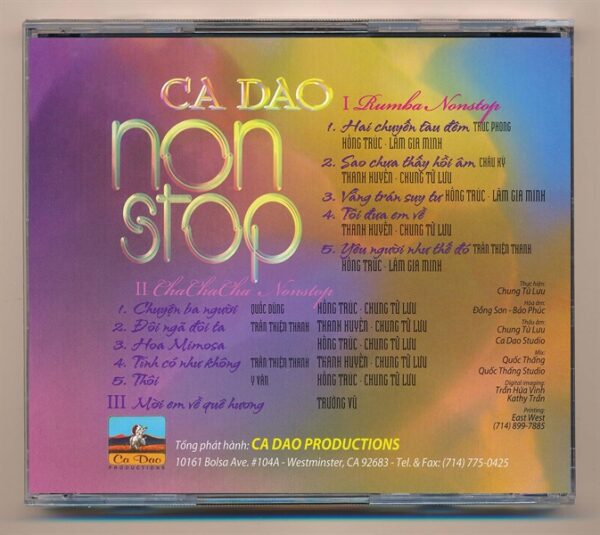 CA DAO
non
stop
I Rumba Nonstop
1. Hai chuyến tàu đêm TRÚC PHONG
HỒNG TRÚC - LÂM GIA MINH
2. Sao chưa thấy hồi âm CHÂU KỲ
THANH HUYỀN - CHUNG TỬ LƯU
3. Vầng trán suy tư HỒNG TRÚC - LÂM GIA MINH
4. Tôi đưa em về
THANH HUYỀN - CHUNG TỬ LƯU
5. Yêu người như thế đó TRẦN THIỆN THANH
HỒNG TRÚC - LÂM GIA MINH
II ChaChaCha Nonstop
1. Chuyện ba người QUỐC DŨNG HỒNG TRÚC - CHUNG TỬ LƯU
2. Đôi ngã đôi ta TRẦN THIỆN THANH THANH HUYỀN - CHUNG TỬ LƯU
3. Hoa Mimosa HỒNG TRÚC - CHUNG TỬ LƯU
4. Tình có như không TRẦN THIỆN THANH THANH HUYỀN - CHUNG TỬ LƯU
5. Thôi Y VÂN HỒNG TRÚC - CHUNG TỬ LƯU
III Mời em về quê hương TRƯỜNG VŨ
Thực hiện:
Chung Tử Lưu
Hòa âm:
Đồng Sơn - Bảo Phúc
Thâu âm:
Chung Tử Lưu
Ca Dao Studio
Mix:
Quốc Thắng
Quốc Thắng Studio
Digital imaging:
Trần Hứa Vinh
Kathy Trần
Printing:
East West
(714) 899-7885
Ca Dao
PRODUCTIONS
Tổng phát hành: CA DAO PRODUCTIONS
10161 Bolsa Ave. #104A - Westminster, CA 92683 - Tel. & Fax: (714) 775-0425